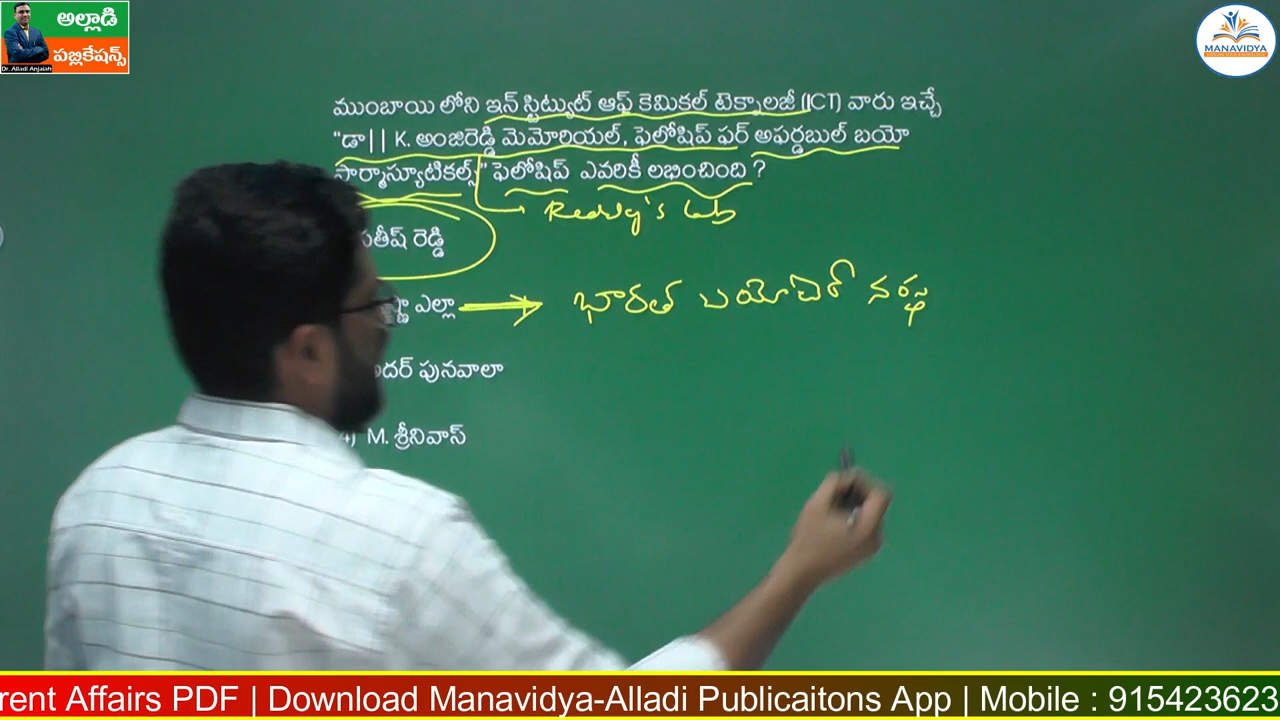 అల్లాడి
పబ్లికేషన్స్
Dr. Alladi Anjaiah
MANAVIDYA
ముంబాయి లోని ఇన్ స్టిట్యుట్ ఆఫ్ కెమికల్ టెక్నాలజీ (ICT) వారు ఇచ్చే
"డా|| K. అంజిరెడ్డి మెమోరియల్, ఫెలోషిప్ ఫర్ అఫర్డబుల్ బయో
ఫార్మాస్యూటికల్స్" ఫెలోషిప్ ఎవరికీ లభించింది ?
Reddy's Lab
సతీష్ రెడ్డి
ఎల్లా
భారత్ బయోటెక్
పునవాలా
4) M. శ్రీనివాస్
rent Affairs PDF | Download Manavidya-Alladi Publicaitons App | Mobile : 915423623